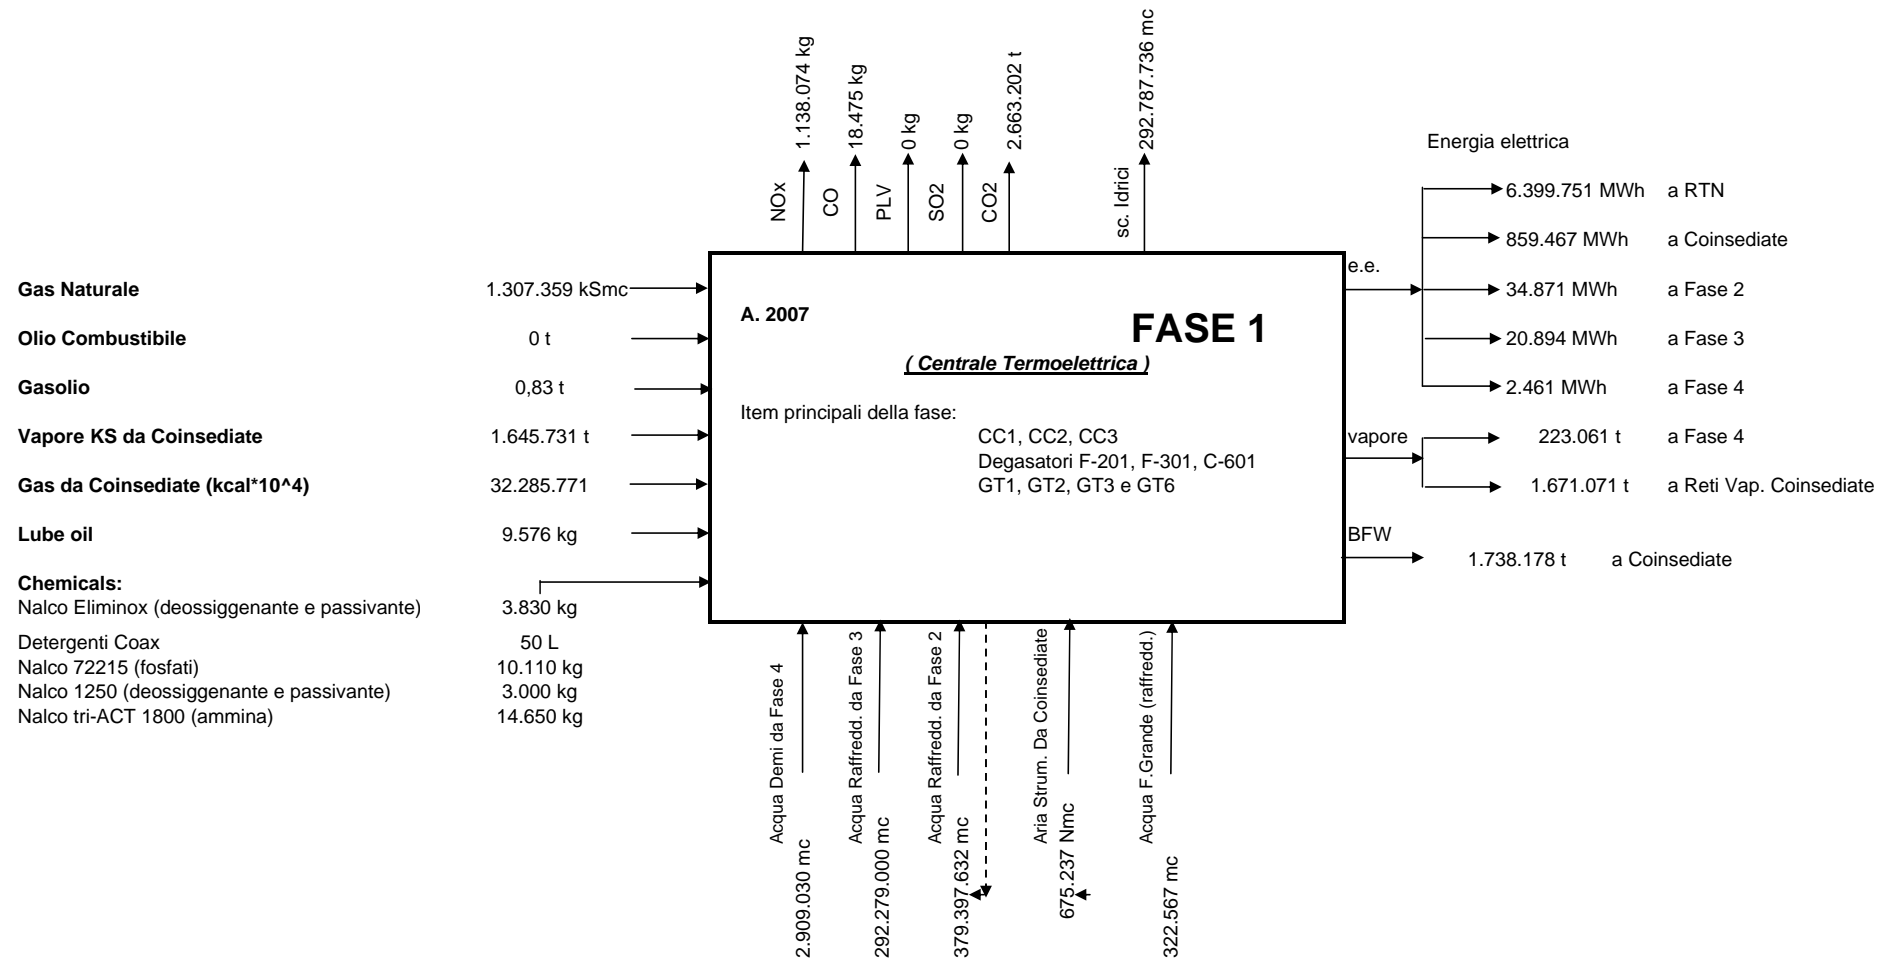 NOx 1.138.074 kg
CO 18.475 kg
PLV 0 kg
SO2 0 kg
CO2 2.663.202 t
sc. Idrici 292.787.736 mc
Gas Naturale 1.307.359 kSmc
Olio Combustibile 0 t
Gasolio 0,83 t
Vapore KS da Coinsediate 1.645.731 t
Gas da Coinsediate (kcal*10^4) 32.285.771
Lube oil 9.576 kg
Chemicals:
Nalco Eliminox (deossiggenante e passivante) 3.830 kg
Detergenti Coax 50 L
Nalco 72215 (fosfati) 10.110 kg
Nalco 1250 (deossiggenante e passivante) 3.000 kg
Nalco tri-ACT 1800 (ammina) 14.650 kg
A. 2007
FASE 1
( Centrale Termoelettrica )
Item principali della fase:
CC1, CC2, CC3
Degasatori F-201, F-301, C-601
GT1, GT2, GT3 e GT6
Energia elettrica
e.e.
6.399.751 MWh a RTN
859.467 MWh a Coinsediate
34.871 MWh a Fase 2
20.894 MWh a Fase 3
2.461 MWh a Fase 4
vapore
223.061 t a Fase 4
1.671.071 t a Reti Vap. Coinsediate
BFW
1.738.178 t a Coinsediate
Acqua Demi da Fase 4
2.909.030 mc
Acqua Raffredd. da Fase 3
292.279.000 mc
Acqua Raffredd. da Fase 2
379.397.632 mc
Aria Strum. Da Coinsediate
675.237 Nmc
Acqua F.Grande (raffredd.)
322.567 mc